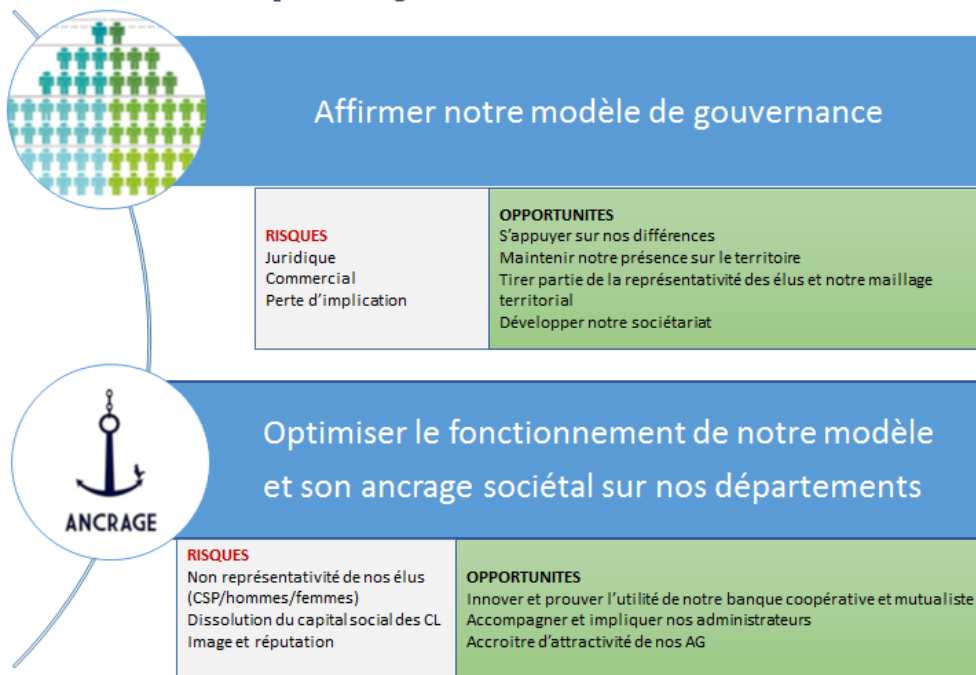 Affirmer notre modèle de gouvernance
RISQUES
Juridique
Commercial
Perte d'implication
OPPORTUNITES
S'appuyer sur nos différences
Maintenir notre présence sur le territoire
Tirer partie de la représentativité des élus et notre maillage
territorial
Développer notre sociétariat
ANCRAGE
Optimiser le fonctionnement de notre modèle
et son ancrage sociétal sur nos départements
RISQUES
Non représentativité de nos élus
(CSP/hommes/femmes)
Dissolution du capital social des CL
Image et réputation
OPPORTUNITES
Innover et prouver l'utilité de notre banque coopérative et mutualiste
Accompagner et impliquer nos administrateurs
Accroitre d'attractivité de nos AG